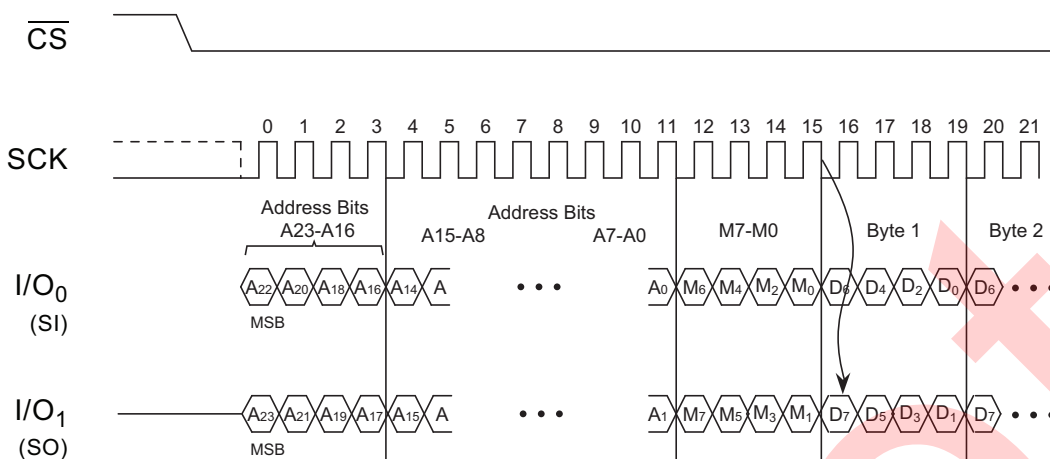 CS
0 1 2 3 4 5 6 7 8 9 10 11 12 13 14 15 16 17 18 19 20 21
SCK
Address Bits
A23-A16
Address Bits
A15-A8 A7-A0 M7-M0 Byte 1 Byte 2
I/O0 A22 A20 A18 A16 A14 A • • • A0 M6 M4 M2 M0 D6 D4 D2 D0 D6 • • •
(SI) MSB
I/O1 A23 A21 A19 A17 A15 A • • • A1 M7 M5 M3 M1 D7 D5 D3 D1 D7 • • •
(SO) MSB